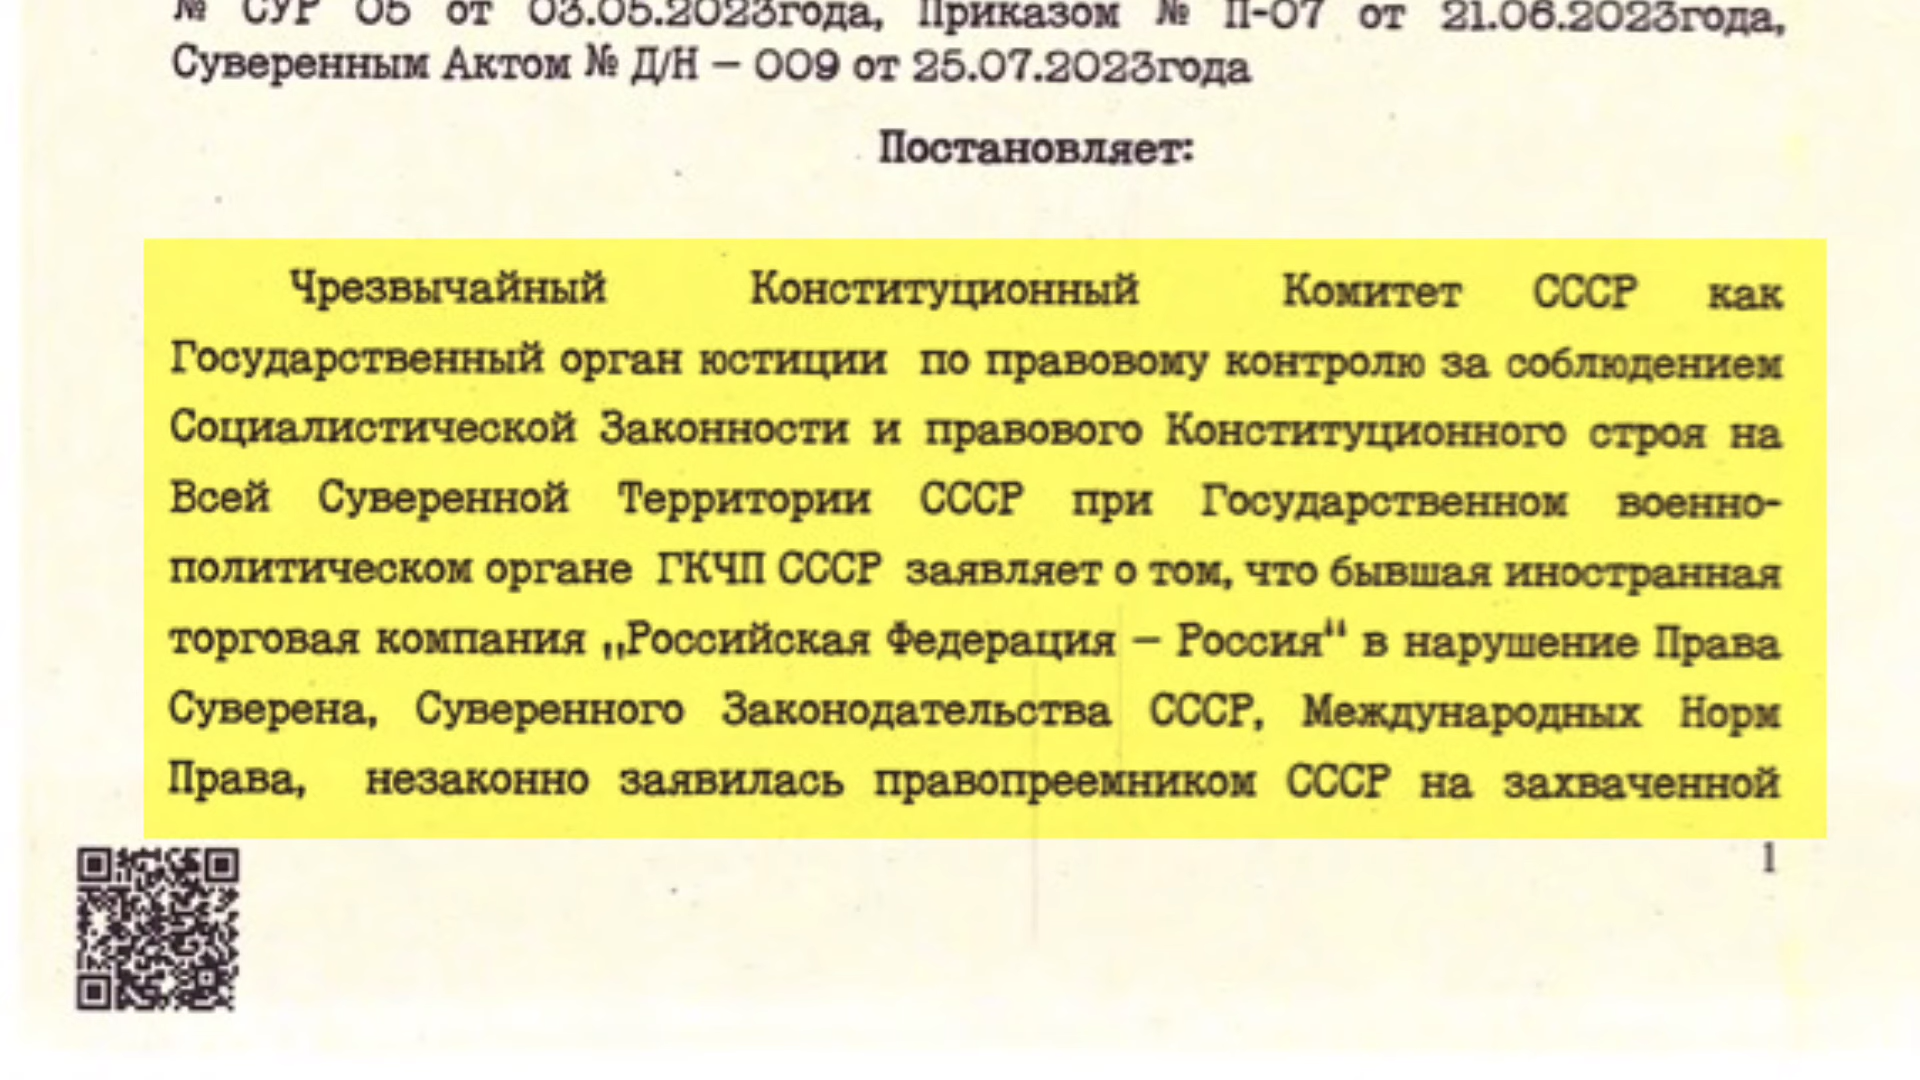 № СУР 05 от 03.05.2023года, Приказом № П-07 от 21.06.2023года,
Суверенным Актом № Д/Н – 009 от 25.07.2023года
Постановляет:
Чрезвычайный Конституционный Комитет СССР как
Государственный орган юстиции по правовому контролю за соблюдением
Социалистической Законности и правового Конституционного строя на
Всей Суверенной Территории СССР при Государственном военно-
политическом органе ГКЧП СССР заявляет о том, что бывшая иностранная
торговая компания „Российская Федерация – Россия“ в нарушение Права
Суверена, Суверенного Законодательства СССР, Международных Норм
Права, незаконно заявилась правопреемником СССР на захваченной
1